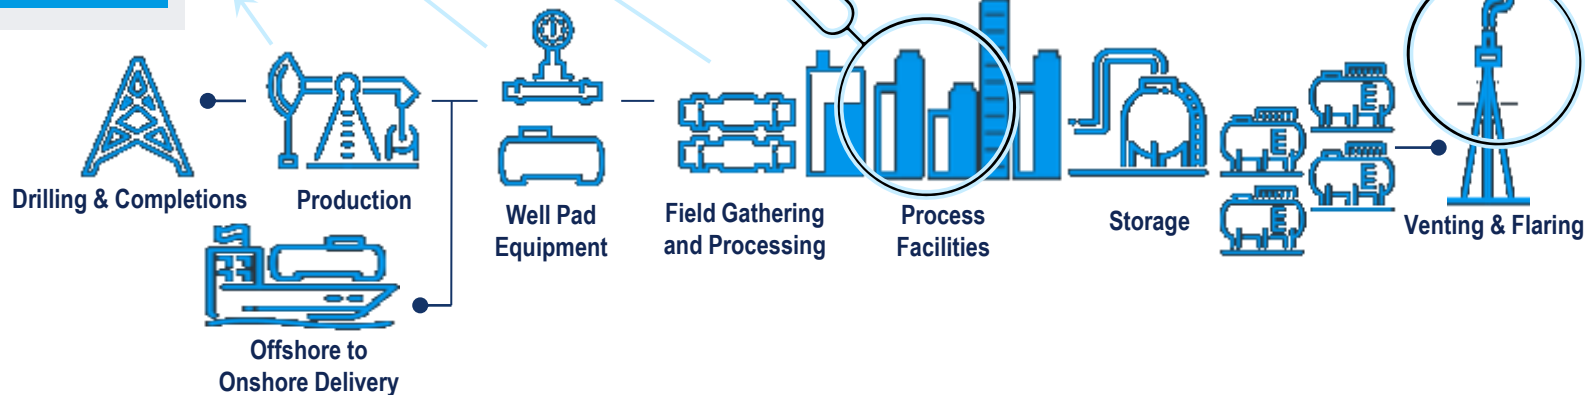 Drilling & Completions
Production
Well Pad
Equipment
Field Gathering
and Processing
Process
Facilities
Storage
Venting & Flaring
Offshore to
Onshore Delivery
E
E
E
E